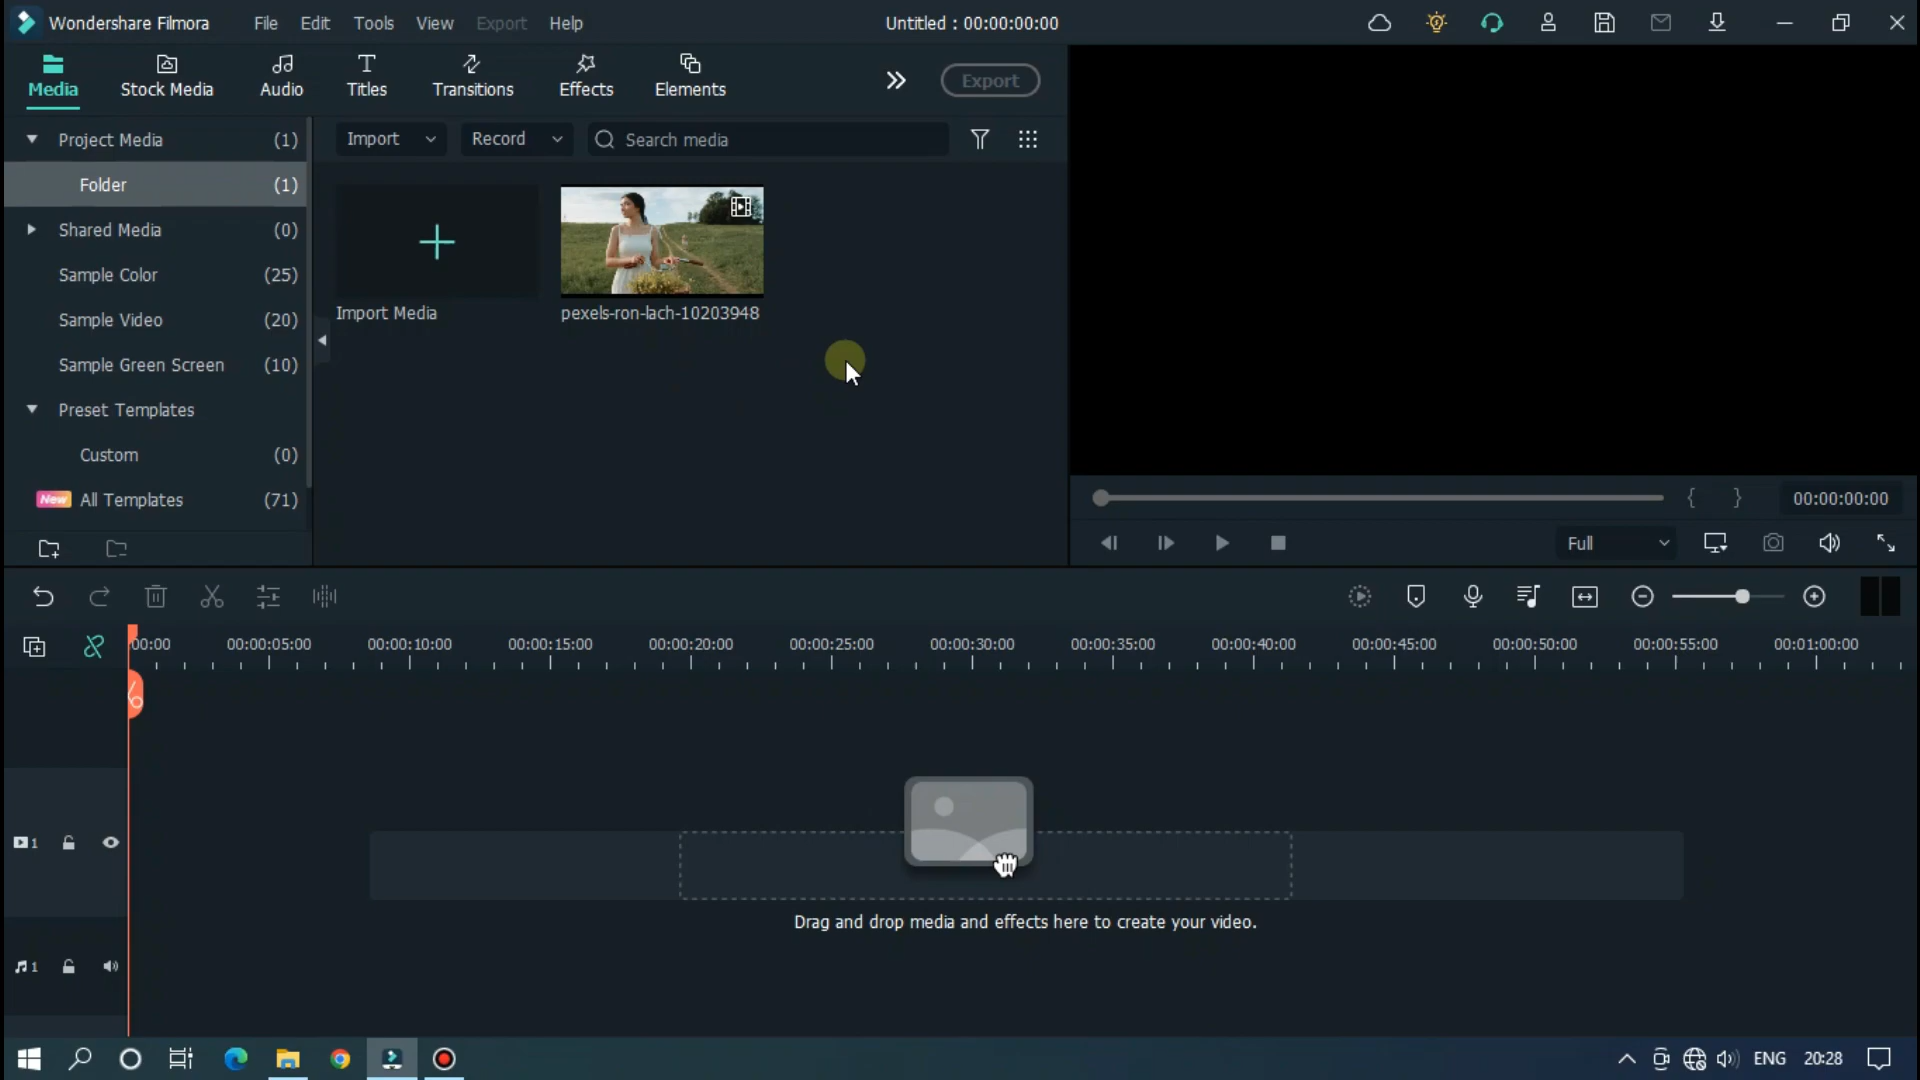 Wondershare Filmora File Edit Tools View Export Help Untitled : 00:00:00:00
Media Stock Media Audio Titles Transitions Effects Elements Export
Project Media (1)
Folder (1)
Shared Media (0)
Sample Color (25)
Sample Video (20)
Sample Green Screen (10)
Preset Templates
Custom (0)
New All Templates (71)
Import Record Search media
Import Media pexels-ron-lach-10203948
00:00:00:00
Full
00:00 00:00:05:00 00:00:10:00 00:00:15:00 00:00:20:00 00:00:25:00 00:00:30:00 00:00:35:00 00:00:40:00 00:00:45:00 00:00:50:00 00:00:55:00 00:01:00:00
1
Drag and drop media and effects here to create your video.
1
ENG 20:28